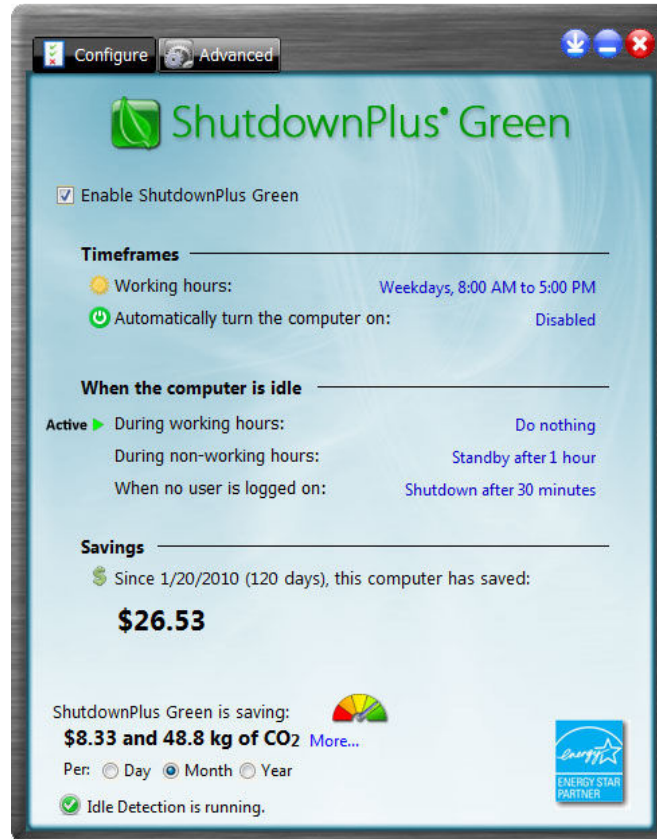 Configure Advanced
ShutdownPlus® Green
Enable ShutdownPlus Green
Timeframes
Working hours: Weekdays, 8:00 AM to 5:00 PM
Automatically turn the computer on: Disabled
When the computer is idle
Active During working hours: Do nothing
During non-working hours: Standby after 1 hour
When no user is logged on: Shutdown after 30 minutes
Savings
$ Since 1/20/2010 (120 days), this computer has saved:
$26.53
ShutdownPlus Green is saving:
$8.33 and 48.8 kg of CO2 More...
Per: Day Month Year
Idle Detection is running.
energy
ENERGY STAR
PARTNER